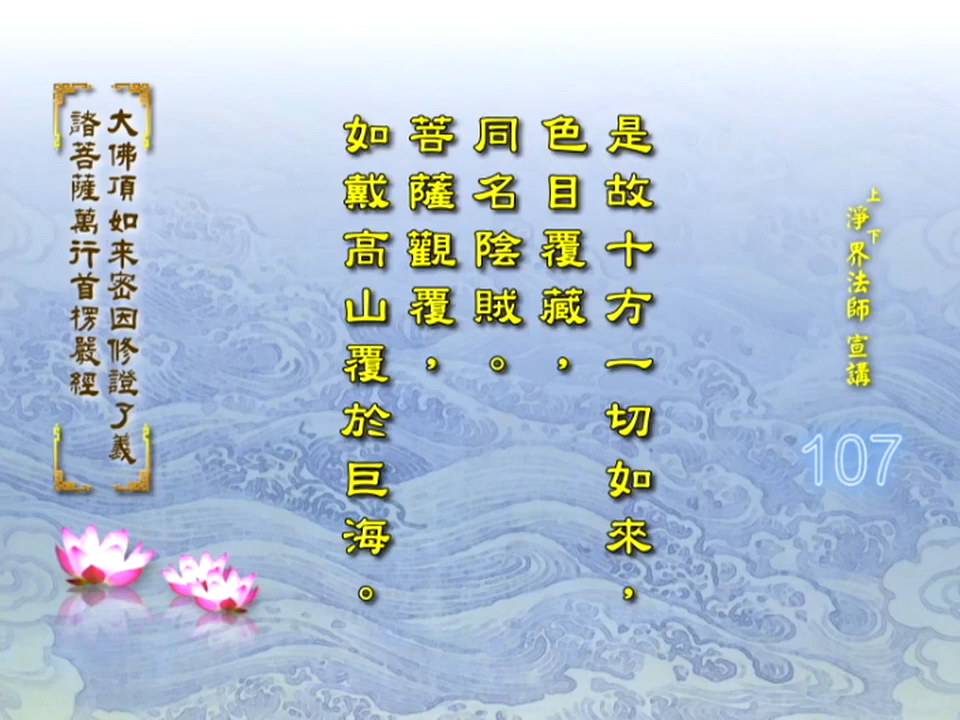 上淨下界法師 宣講
107
是故十方一切如來，
色目覆藏，
同名陰賊。
菩薩觀覆，
如戴高山覆於巨海。
大佛頂如來密因修證了義
諸菩薩萬行首楞嚴經